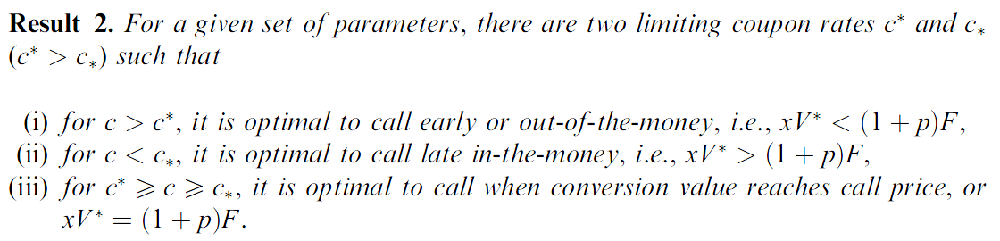 Result 2. For a given set of parameters, there are two limiting coupon rates c* and c_*
(c* > c_*) such that
(i) for c > c*, it is optimal to call early or out-of-the-money, i.e., xV* < (1 + p)F,
(ii) for c < c_*, it is optimal to call late in-the-money, i.e., xV* > (1 + p)F,
(iii) for c* ⩾ c ⩾ c_*, it is optimal to call when conversion value reaches call price, or
xV* = (1 + p)F.